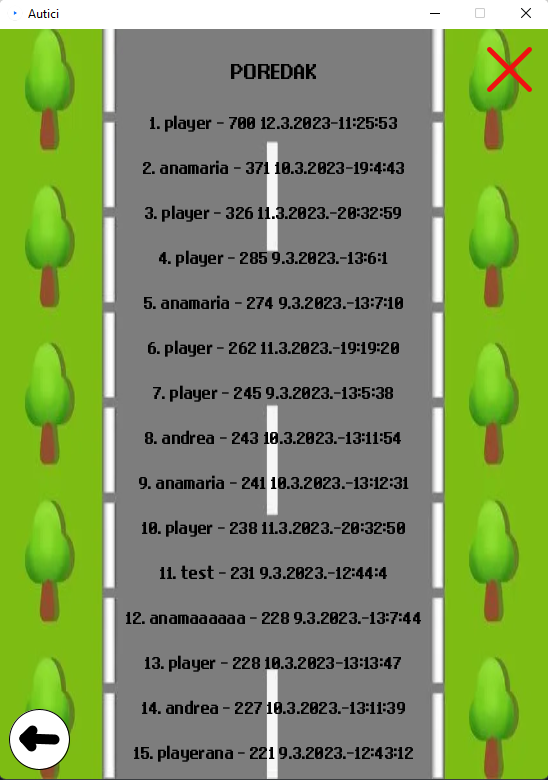 Autici
POREDAK
1. player - 700 12.3.2023-11:25:53
2. anamaria - 371 10.3.2023-19:4:43
3. player - 326 11.3.2023.-20:32:59
4. player - 285 9.3.2023.-13:6:1
5. anamaria - 274 9.3.2023.-13:7:10
6. player - 262 11.3.2023.-19:19:20
7. player - 245 9.3.2023.-13:5:38
8. andrea - 243 10.3.2023.-13:11:54
9. anamaria - 241 10.3.2023.-13:12:31
10. player - 238 11.3.2023.-20:32:50
11. test - 231 9.3.2023.-12:44:4
12. anamaaaaaa - 228 9.3.2023.-13:7:44
13. player - 228 10.3.2023-13:13:47
14. andrea - 227 10.3.2023.-13:11:39
15. playerana - 221 9.3.2023.-12:43:12